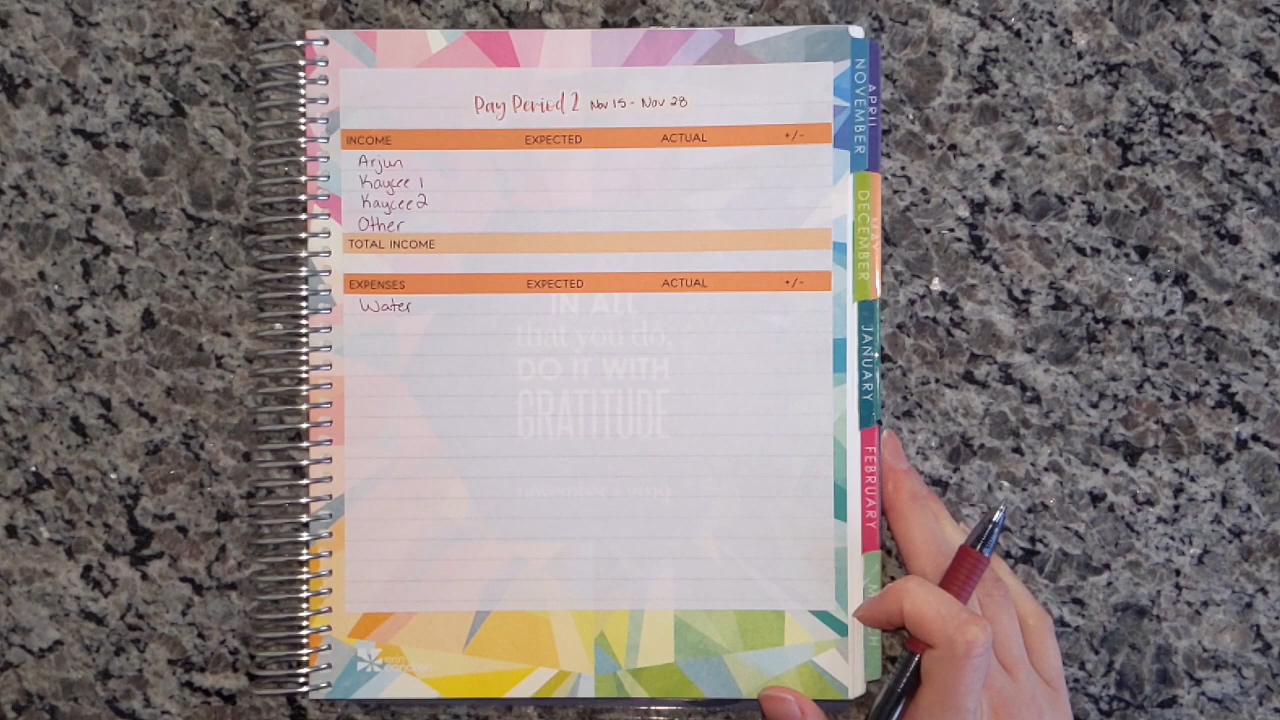 Pay Period 2 Nov 15 - Nov 28
INCOME EXPECTED ACTUAL +/-
Arjun
Kaycee 1
Kaycee 2
Other
TOTAL INCOME
EXPENSES EXPECTED ACTUAL +/-
Water
IN ALL
that you do,
DO IT WITH
GRATITUDE
APRIL
NOVEMBER
MAY
DECEMBER
JANUARY
FEBRUARY